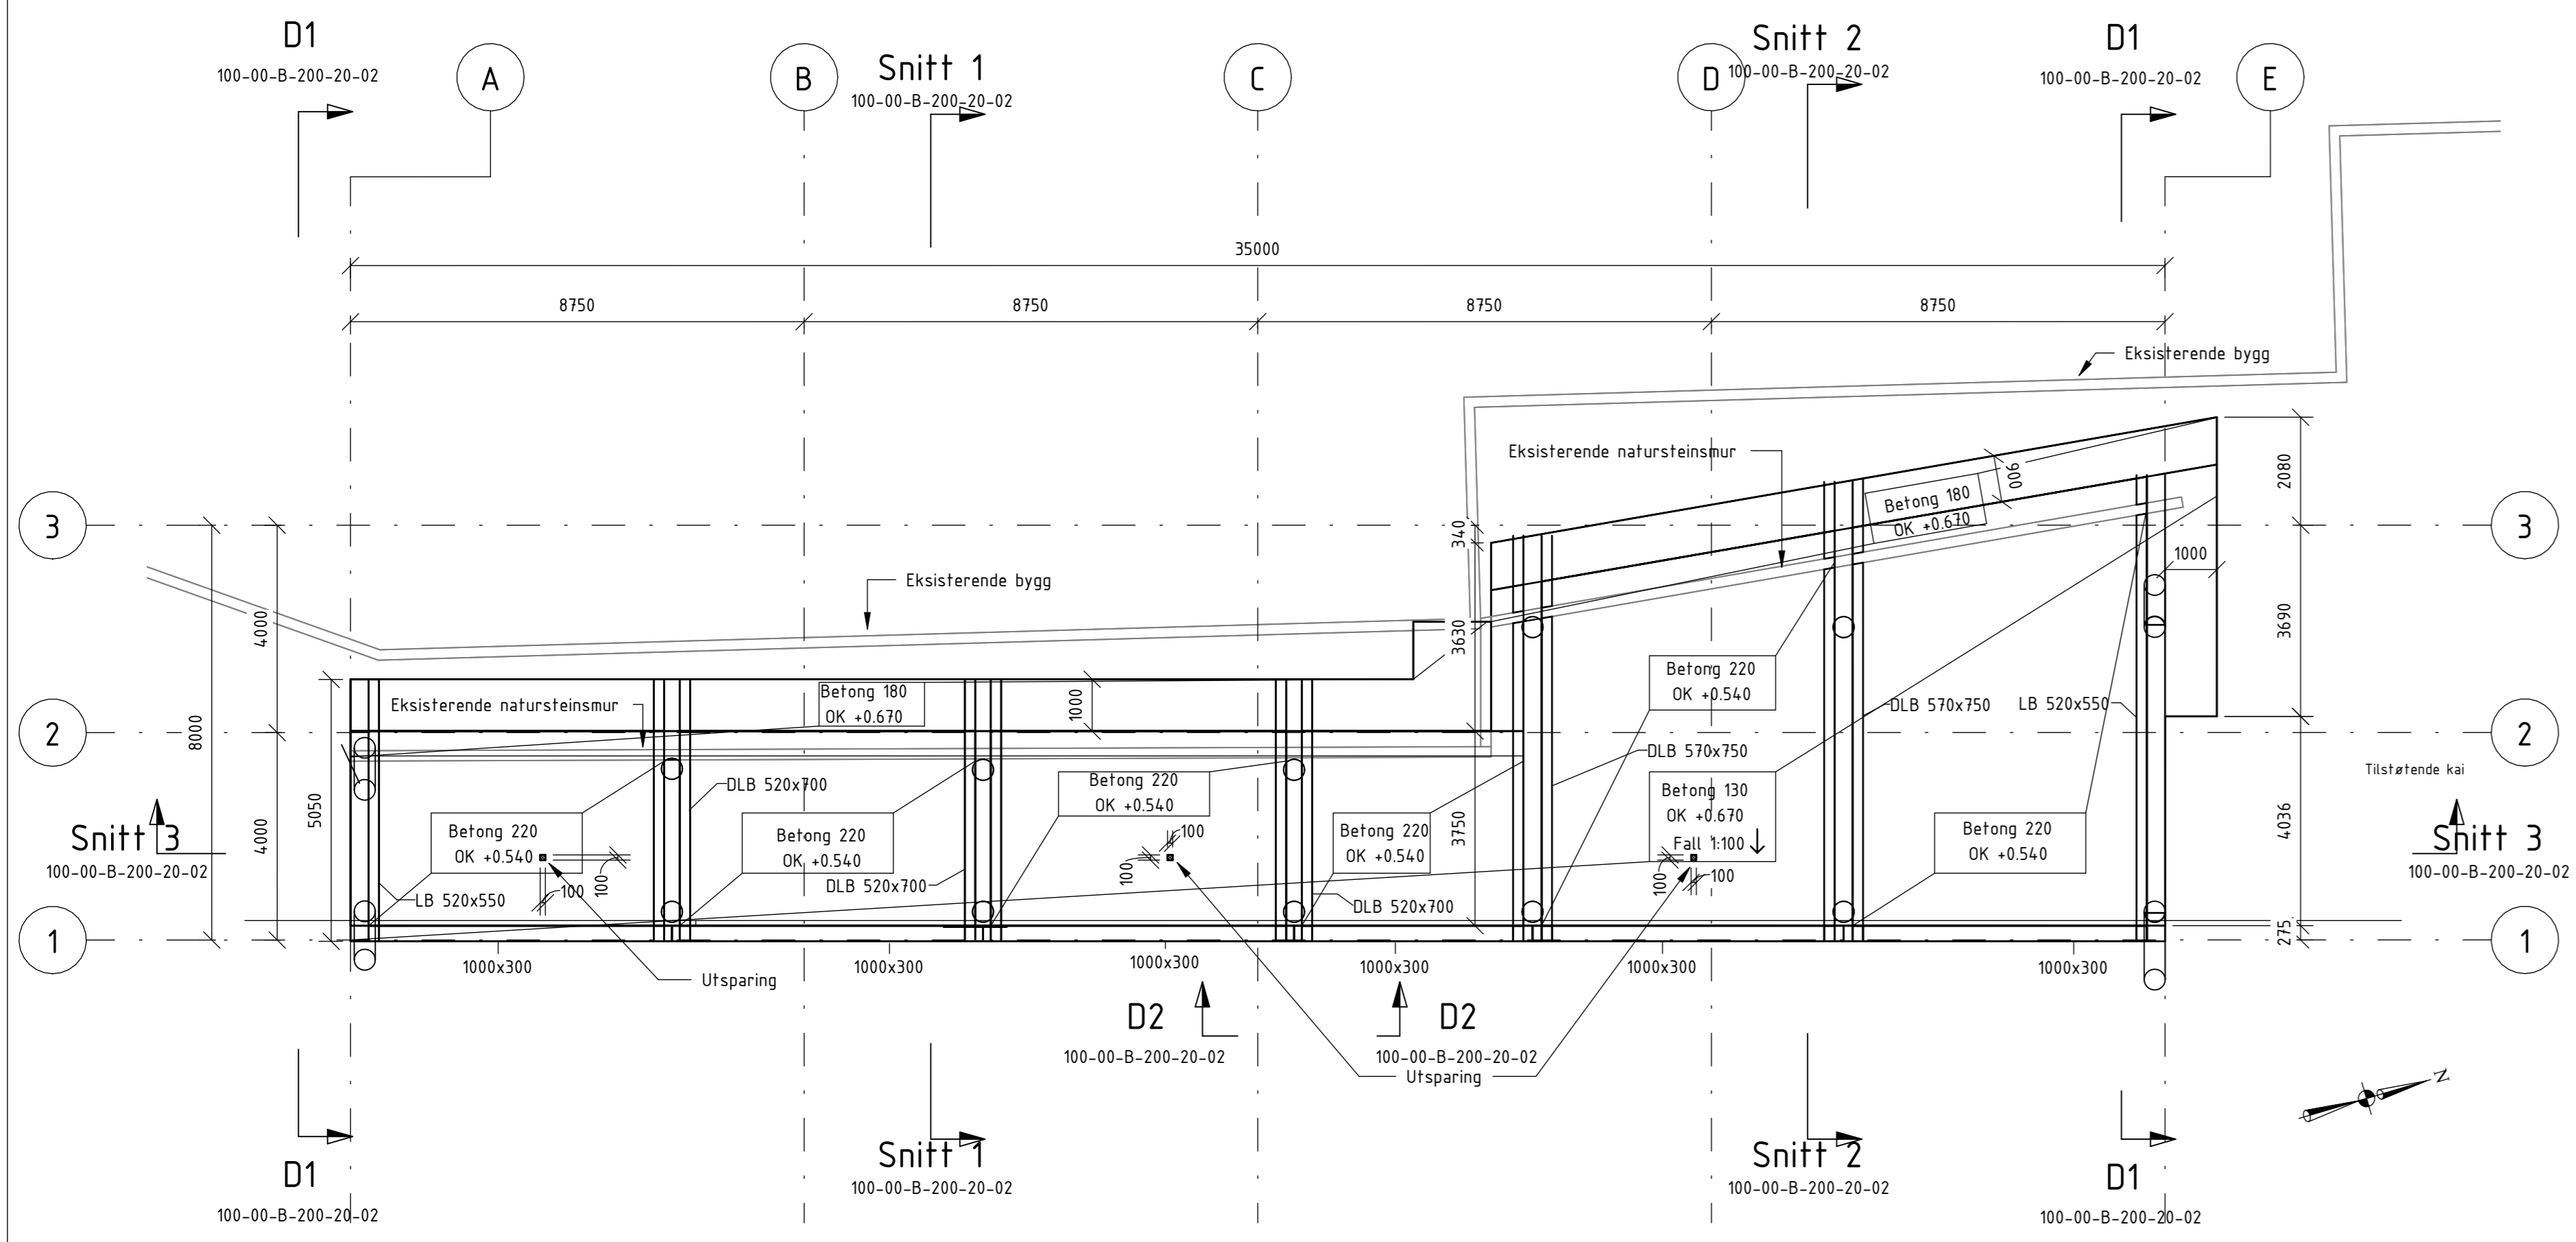 D1
100-00-B-200-20-02
A
B
Snitt 1
100-00-B-200-20-02
C
D
Snitt 2
100-00-B-200-20-02
D1
100-00-B-200-20-02
E
35000
8750
8750
8750
8750
Eksisterende bygg
Eksisterende natursteinsmur
900
2080
Betong 180
OK +0.670
3
340
3
1000
Eksisterende bygg
4000
3630
3690
Betong 220
OK +0.540
Betong 180
OK +0.670
1000
Eksisterende natursteinsmur
DLB 570x750
LB 520x550
8000
2
2
DLB 570x750
Tilstøtende kai
DLB 520x700
Betong 220
OK +0.540
Betong 130
OK +0.670
Fall 1:100
5050
4000
3750
4036
Snitt 3
100-00-B-200-20-02
Betong 220
OK +0.540
Betong 220
OK +0.540
100
100
Betong 220
OK +0.540
Betong 220
OK +0.540
Snitt 3
100-00-B-200-20-02
100
100
100
100
DLB 520x700
LB 520x550
DLB 520x700
275
1
1
1000x300
1000x300
1000x300
1000x300
1000x300
1000x300
Utsparing
D2
100-00-B-200-20-02
D2
100-00-B-200-20-02
Utsparing
N
D1
100-00-B-200-20-02
Snitt 1
100-00-B-200-20-02
Snitt 2
100-00-B-200-20-02
D1
100-00-B-200-20-02